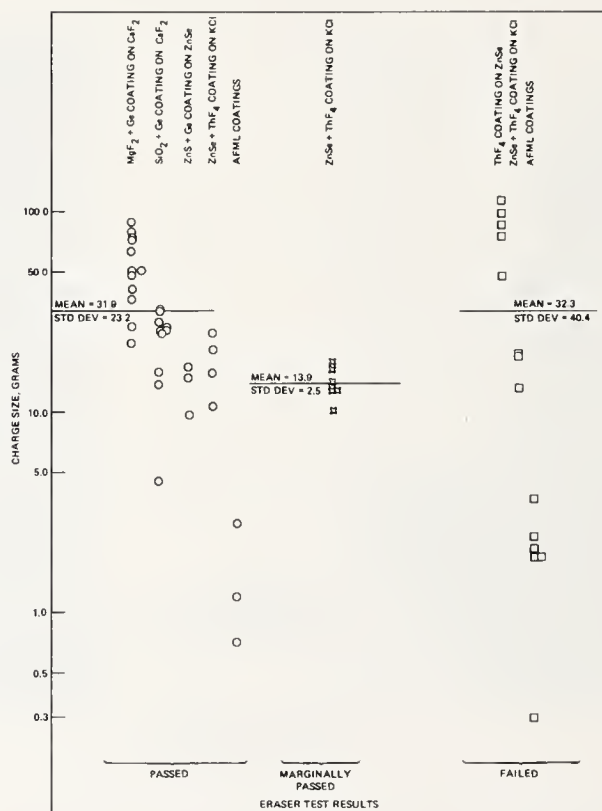 MgF₂ + Ge COATING ON CaF₂
SiO₂ + Ge COATING ON CaF₂
ZnS + Ge COATING ON ZnSe
ZnSe + ThF₄ COATING ON KCl
AFML COATINGS
ZnSe + ThF₄ COATING ON KCl
ThF₄ COATING ON ZnSe
ZnSe + ThF₄ COATING ON KCl
AFML COATINGS
CHARGE SIZE, GRAMS
100.0
50.0
10.0
5.0
1.0
0.5
0.3
MEAN = 31.9
STD DEV = 23.2
MEAN = 13.9
STD DEV = 2.5
MEAN = 32.3
STD DEV = 40.4
PASSED
MARGINALLY
PASSED
FAILED
ERASER TEST RESULTS